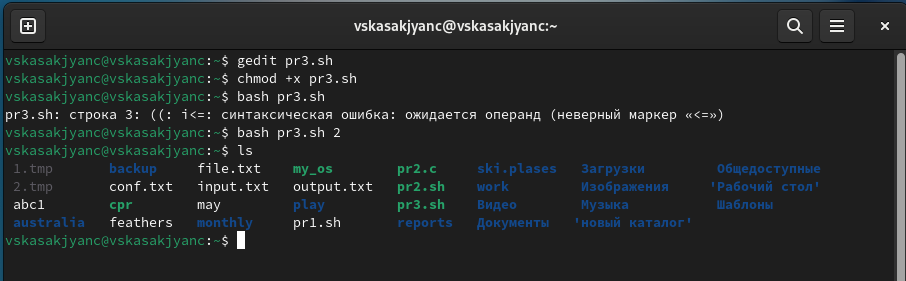 vskasakjyanc@vskasakjyanc:~
vskasakjyanc@vskasakjyanc:~$ gedit pr3.sh
vskasakjyanc@vskasakjyanc:~$ chmod +x pr3.sh
vskasakjyanc@vskasakjyanc:~$ bash pr3.sh
pr3.sh: строка 3: ((: i<=: синтаксическая ошибка: ожидается операнд (неверный маркер «<=»)
vskasakjyanc@vskasakjyanc:~$ bash pr3.sh 2
vskasakjyanc@vskasakjyanc:~$ ls
1.tmp backup file.txt my_os pr2.c ski.plases Загрузки Общедоступные
2.tmp conf.txt input.txt output.txt pr2.sh work Изображения 'Рабочий стол'
abc1 cpr may play pr3.sh Видео Музыка Шаблоны
australia feathers monthly pr1.sh reports Документы 'новый каталог'
vskasakjyanc@vskasakjyanc:~$